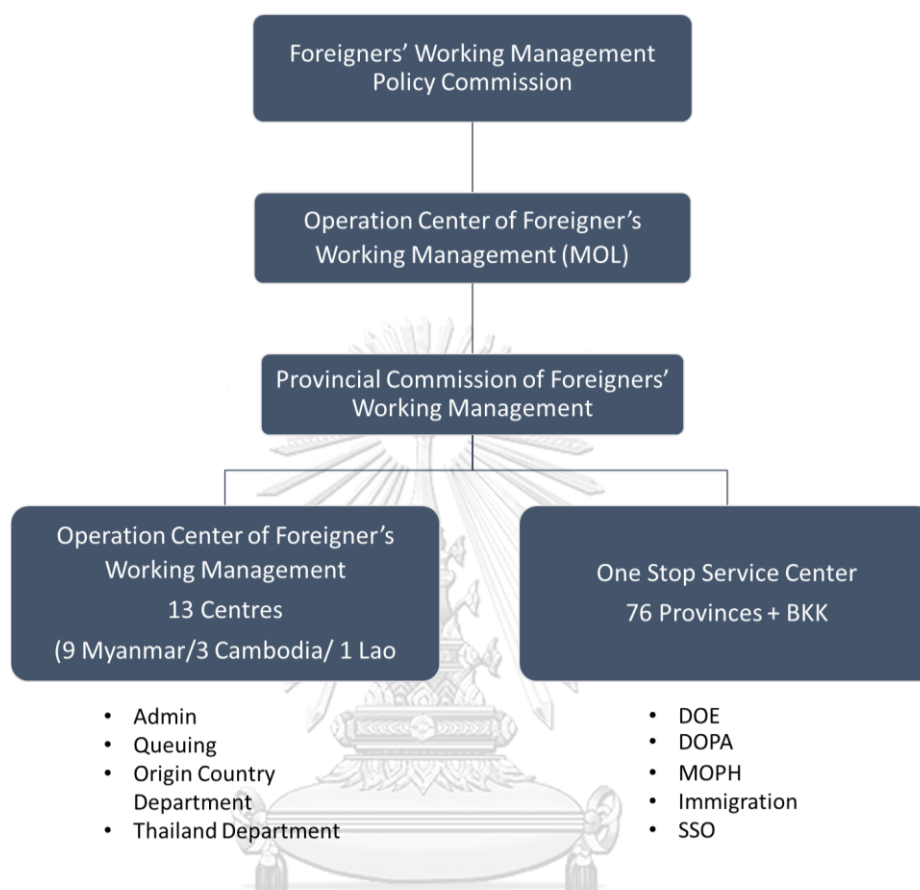 Foreigners' Working Management
Policy Commission
Operation Center of Foreigner's
Working Management (MOL)
Provincial Commission of Foreigners'
Working Management
Operation Center of Foreigner's
Working Management
13 Centres
(9 Myanmar/3 Cambodia/ 1 Lao
One Stop Service Center
76 Provinces + BKK
• Admin
• Queuing
• Origin Country
Department
• Thailand Department
• DOE
• DOPA
• MOPH
• Immigration
• SSO